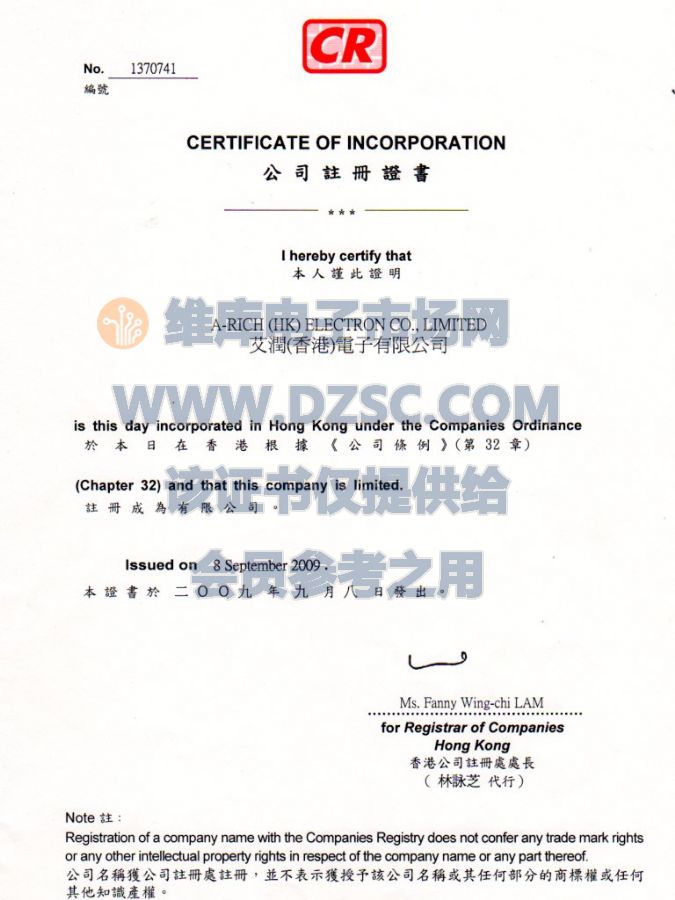 CR
No. 1370741
編號
CERTIFICATE OF INCORPORATION
公司註冊證書
***
I hereby certify that
本人謹此證明
维库电子市场网
A-RICH (HK) ELECTRON CO., LIMITED
艾潤(香港)電子有限公司
WWW.DZSC.COM
is this day incorporated in Hong Kong under the Companies Ordinance
於本日在香港根據《公司條例》(第32章)
该证书仅提供给
(Chapter 32) and that this company is limited.
註冊成為有限公司。
会员参考之用
Issued on 8 September 2009.
本證書於二〇〇九年九月八日發出。
Ms. Fanny Wing-chi LAM
for Registrar of Companies
Hong Kong
香港公司註冊處處長
(林詠芝 代行)
Note 註:
Registration of a company name with the Companies Registry does not confer any trade mark rights
or any other intellectual property rights in respect of the company name or any part thereof.
公司名稱獲公司註冊處註冊，並不表示獲授予該公司名稱或其任何部分的商標權或任何
其他知識產權。